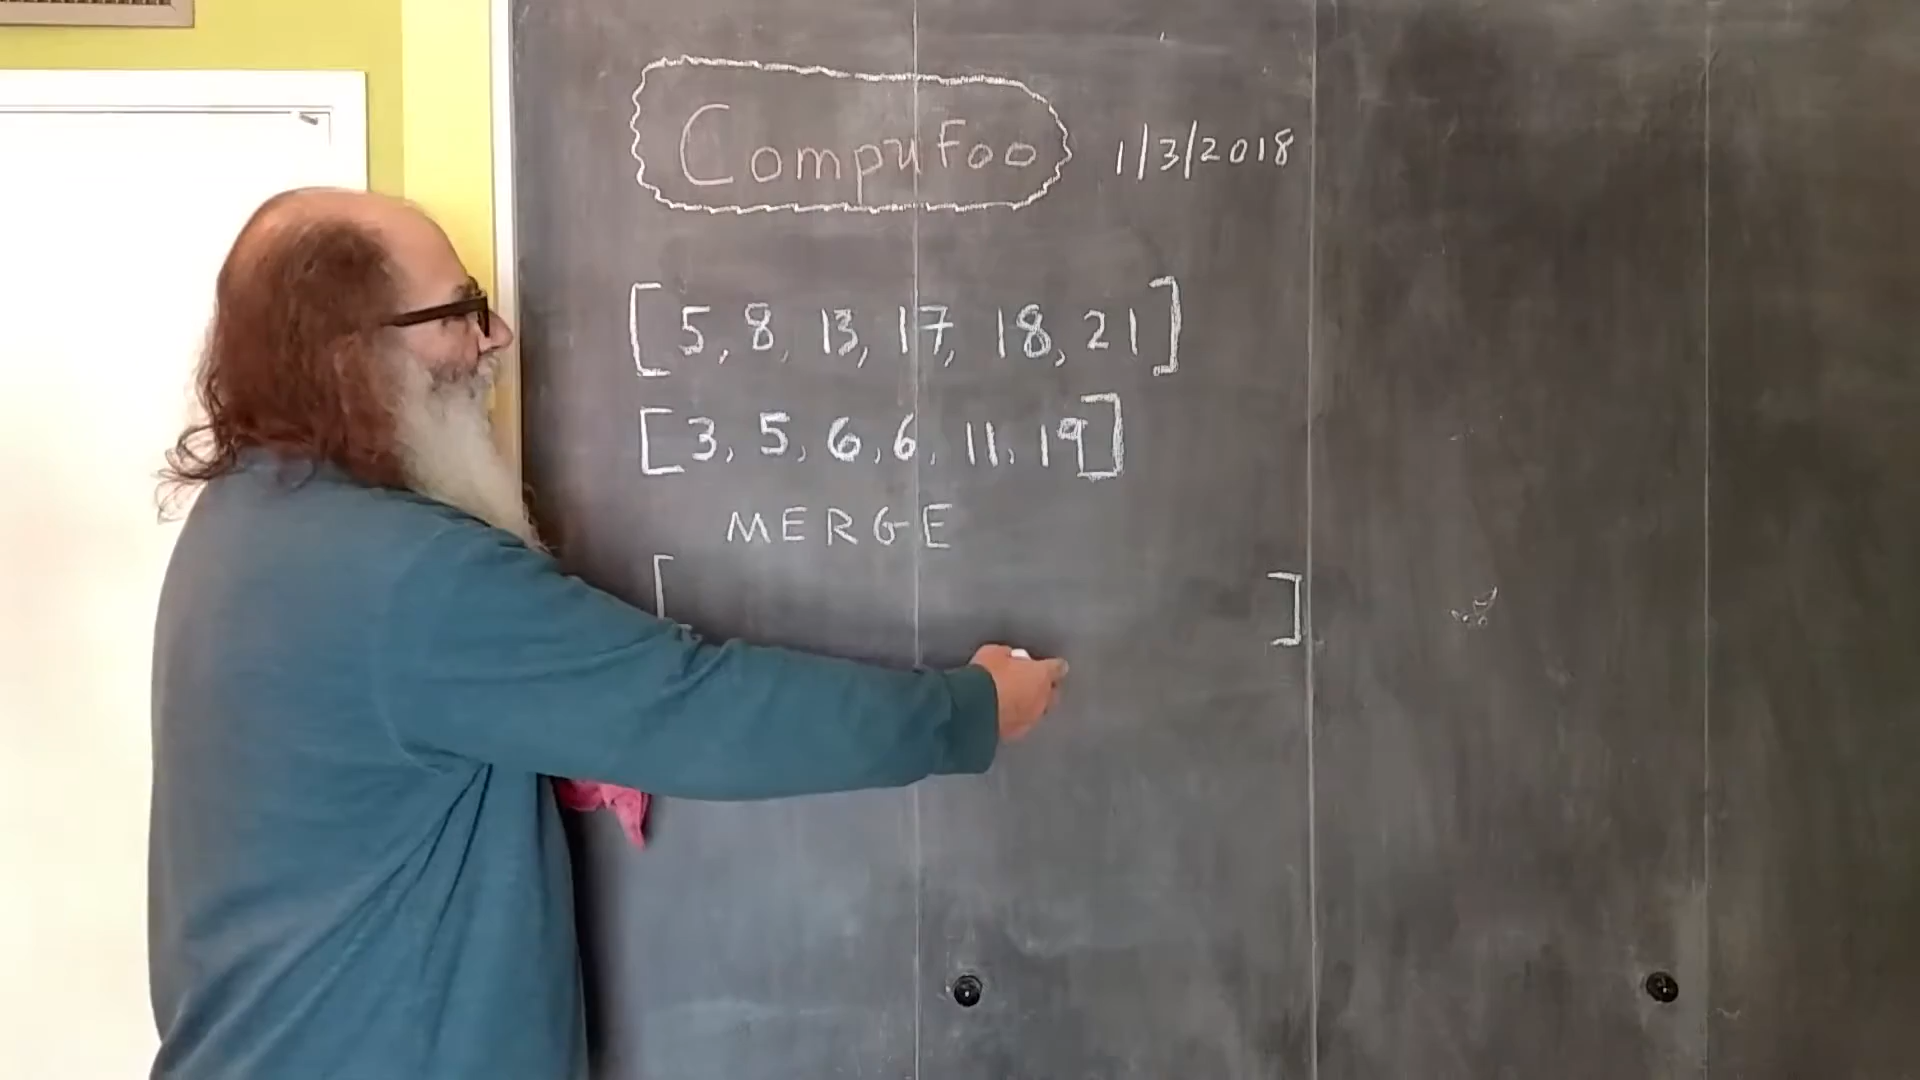 Compufoo 1/3/2018
[5, 8, 13, 17, 18, 21]
[3, 5, 6, 6, 11, 19]
MERGE
[ ]